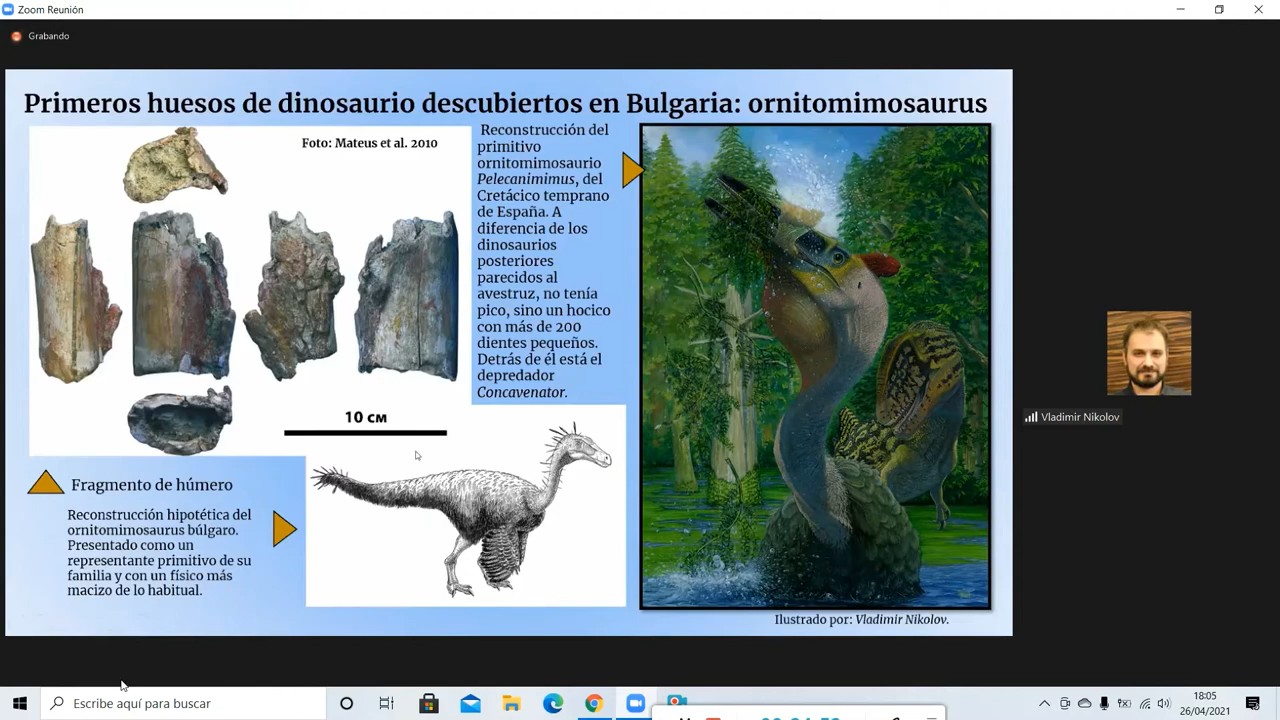 Zoom Reunión
Grabando
Primeros huesos de dinosaurio descubiertos en Bulgaria: ornitomimosaurus
Foto: Mateus et al. 2010
Reconstrucción del
primitivo
ornitomimosaurio
Pelecanimimus, del
Cretácico temprano
de España. A
diferencia de los
dinosaurios
posteriores
parecidos al
avestruz, no tenía
pico, sino un hocico
con más de 200
dientes pequeños.
Detrás de él está el
depredador
Concavenator.
10 см
Fragmento de húmero
Reconstrucción hipotética del
ornitomimosaurus búlgaro.
Presentado como un
representante primitivo de su
familia y con un físico más
macizo de lo habitual.
Ilustrado por: Vladimir Nikolov.
Vladimir Nikolov
Escribe aquí para buscar
18:05
26/04/2021